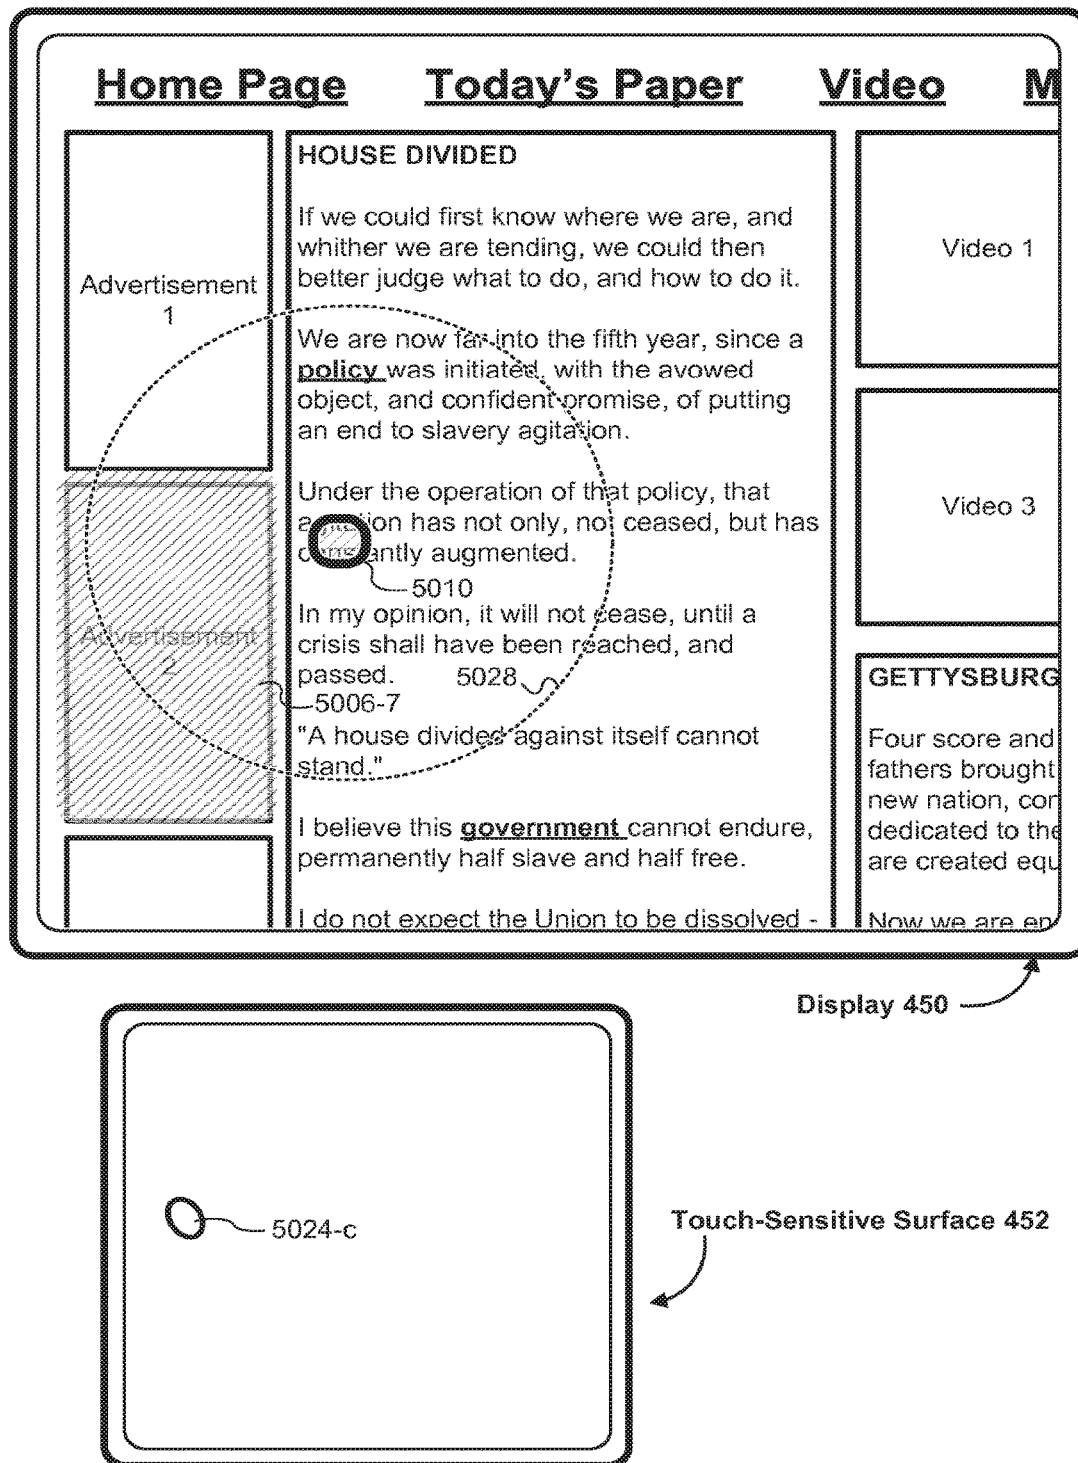 Home Page Today's Paper Video M
Advertisement
1
Advertisement
2
HOUSE DIVIDED
If we could first know where we are, and
whither we are tending, we could then
better judge what to do, and how to do it.
We are now far into the fifth year, since a
policy was initiated, with the avowed
object, and confident promise, of putting
an end to slavery agitation.
Under the operation of that policy, that
agitation has not only, not ceased, but has
constantly augmented.
5010
In my opinion, it will not cease, until a
crisis shall have been reached, and
passed.
5028
5006-7
"A house divided against itself cannot
stand."
I believe this government cannot endure,
permanently half slave and half free.
I do not expect the Union to be dissolved -
Video 1
Video 3
GETTYSBURG
Four score and
fathers brought
new nation, con
dedicated to the
are created equ
Now we are en
Display 450
5024-c
Touch-Sensitive Surface 452